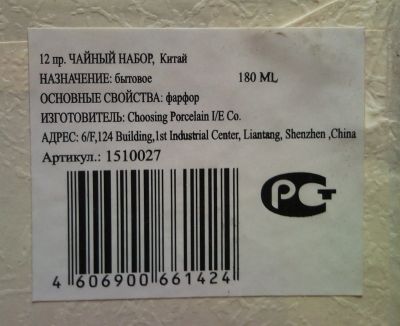 12 пр. ЧАЙНЫЙ НАБОР, Китай
НАЗНАЧЕНИЕ: бытовое 180 ML
ОСНОВНЫЕ СВОЙСТВА: фарфор
ИЗГОТОВИТЕЛЬ: Choosing Porcelain I/E Co.
АДРЕС: 6/F,124 Building,1st Industrial Center, Liantang, Shenzhen ,China
Артикул.: 1510027
РСТ
4 606900 661424